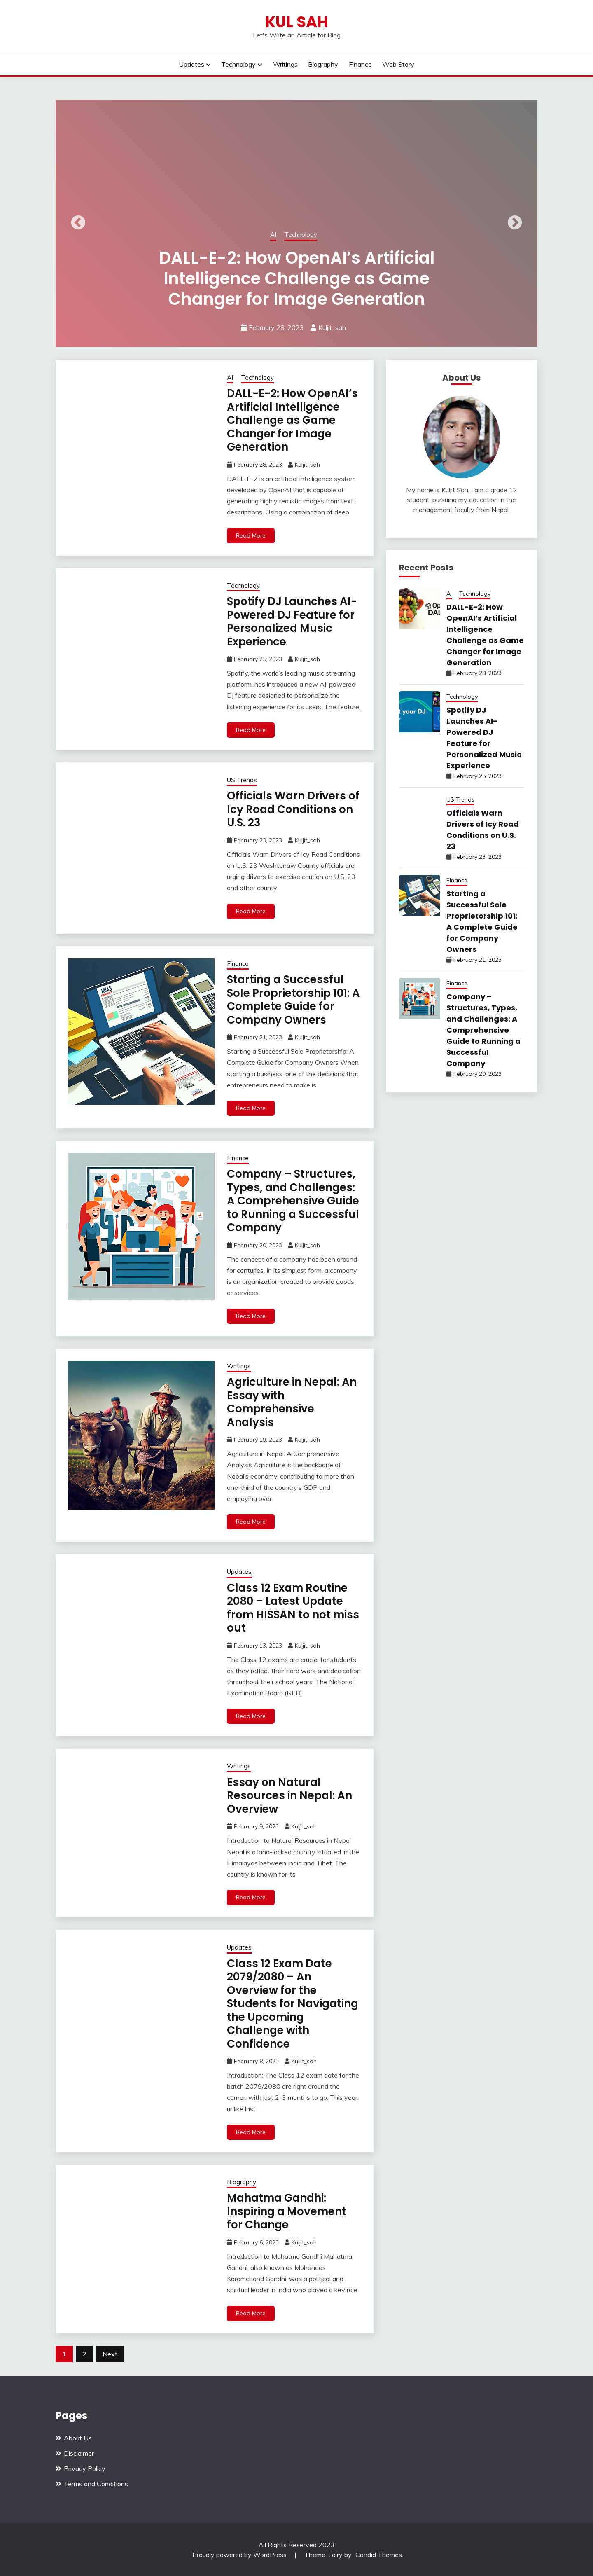 KUL SAH
Let's Write an Article for Blog
Updates Technology Writings Biography Finance Web Story
AI Technology
DALL-E-2: How OpenAI's Artificial
Intelligence Challenge as Game
Changer for Image Generation
February 28, 2023 Kuljit_sah
AI Technology
DALL-E-2: How OpenAI's
Artificial Intelligence
Challenge as Game
Changer for Image
Generation
February 28, 2023 Kuljit_sah
DALL-E-2 is an artificial intelligence system
developed by OpenAI that is capable of
generating highly realistic images from text
descriptions. Using a combination of deep
Read More
Technology
Spotify DJ Launches AI-
Powered DJ Feature for
Personalized Music
Experience
February 25, 2023 Kuljit_sah
Spotify, the world's leading music streaming
platform, has introduced a new AI-powered
DJ feature designed to personalize the
listening experience for its users. The feature,
Read More
US Trends
Officials Warn Drivers of
Icy Road Conditions on
U.S. 23
February 23, 2023 Kuljit_sah
Officials Warn Drivers of Icy Road Conditions
on U.S. 23 Washtenaw County officials are
urging drivers to exercise caution on U.S. 23
and other county
Read More
Finance
Starting a Successful
Sole Proprietorship 101: A
Complete Guide for
Company Owners
February 21, 2023 Kuljit_sah
Starting a Successful Sole Proprietorship: A
Complete Guide for Company Owners When
starting a business, one of the decisions that
entrepreneurs need to make is
Read More
Finance
Company – Structures,
Types, and Challenges:
A Comprehensive Guide
to Running a Successful
Company
February 20, 2023 Kuljit_sah
The concept of a company has been around
for centuries. In its simplest form, a company
is an organization created to provide goods
or services
Read More
Writings
Agriculture in Nepal: An
Essay with
Comprehensive
Analysis
February 19, 2023 Kuljit_sah
Agriculture in Nepal: A Comprehensive
Analysis Agriculture is the backbone of
Nepal's economy, contributing to more than
one-third of the country's GDP and
employing over
Read More
Updates
Class 12 Exam Routine
2080 – Latest Update
from HISSAN to not miss
out
February 13, 2023 Kuljit_sah
The Class 12 exams are crucial for students
as they reflect their hard work and dedication
throughout their school years. The National
Examination Board (NEB)
Read More
Writings
Essay on Natural
Resources in Nepal: An
Overview
February 9, 2023 Kuljit_sah
Introduction to Natural Resources in Nepal
Nepal is a land-locked country situated in the
Himalayas between India and Tibet. The
country is known for its
Read More
Updates
Class 12 Exam Date
2079/2080 – An
Overview for the
Students for Navigating
the Upcoming
Challenge with
Confidence
February 8, 2023 Kuljit_sah
Introduction: The Class 12 exam date for the
batch 2079/2080 are right around the
corner, with just 2-3 months to go. This year,
unlike last
Read More
Biography
Mahatma Gandhi:
Inspiring a Movement
for Change
February 6, 2023 Kuljit_sah
Introduction to Mahatma Gandhi Mahatma
Gandhi, also known as Mohandas
Karamchand Gandhi, was a political and
spiritual leader in India who played a key role
Read More
1 2 Next
About Us
My name is Kuljit Sah. I am a grade 12
student, pursuing my education in the
management faculty from Nepal.
Recent Posts
AI Technology
DALL-E-2: How
OpenAI's Artificial
Intelligence
Challenge as Game
Changer for Image
Generation
February 28, 2023
Technology
Spotify DJ
Launches AI-
Powered DJ
Feature for
Personalized Music
Experience
February 25, 2023
US Trends
Officials Warn
Drivers of Icy Road
Conditions on U.S.
23
February 23, 2023
Finance
Starting a
Successful Sole
Proprietorship 101:
A Complete Guide
for Company
Owners
February 21, 2023
Finance
Company –
Structures, Types,
and Challenges: A
Comprehensive
Guide to Running a
Successful
Company
February 20, 2023
Pages
About Us
Disclaimer
Privacy Policy
Terms and Conditions
All Rights Reserved 2023
Proudly powered by WordPress | Theme: Fairy by Candid Themes.